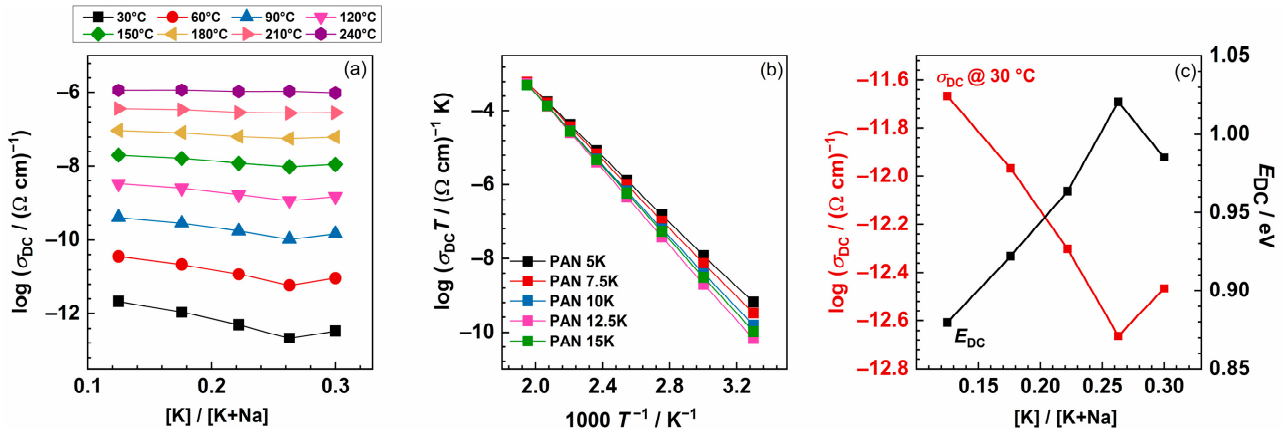 30°C 60°C 90°C 120°C
150°C 180°C 210°C 240°C
(a)
−6
−8
−10
−12
log (σDC / (Ω cm)⁻¹
0.1 0.2 0.3
[K] / [K+Na]
(b)
−4
−6
−8
−10
log (σDCT / (Ω cm)⁻¹ K)
PAN 5K
PAN 7.5K
PAN 10K
PAN 12.5K
PAN 15K
2.0 2.4 2.8 3.2
1000 T⁻¹ / K⁻¹
(c)
σDC @ 30 °C
−11.6
−11.8
−12.0
−12.2
−12.4
−12.6
−12.8
log (σDC / (Ω cm)⁻¹
EDC
1.05
1.00
0.95
0.90
0.85
EDC / eV
0.15 0.20 0.25 0.30
[K] / [K+Na]